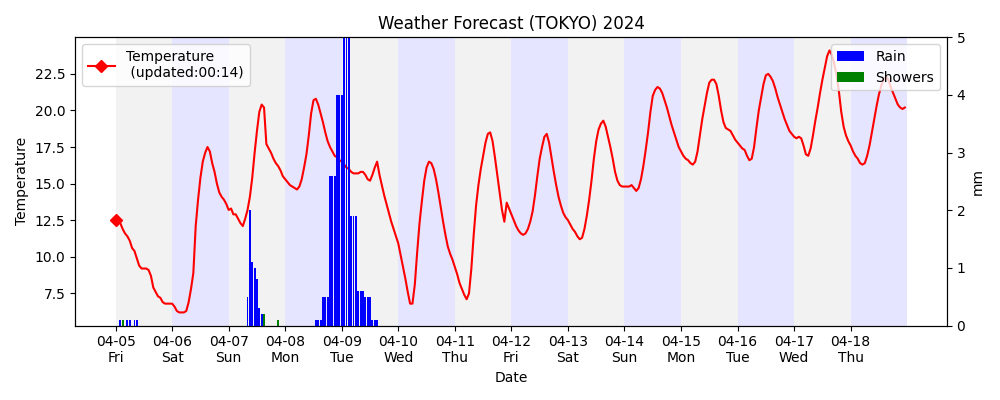 Weather Forecast (TOKYO) 2024
Temperature
(updated:00:14)
Rain
Showers
Temperature
22.5
20.0
17.5
15.0
12.5
10.0
7.5
5
4
3
2
1
0
mm
04-05 04-06 04-07 04-08 04-09 04-10 04-11 04-12 04-13 04-14 04-15 04-16 04-17 04-18
Fri Sat Sun Mon Tue Wed Thu Fri Sat Sun Mon Tue Wed Thu
Date